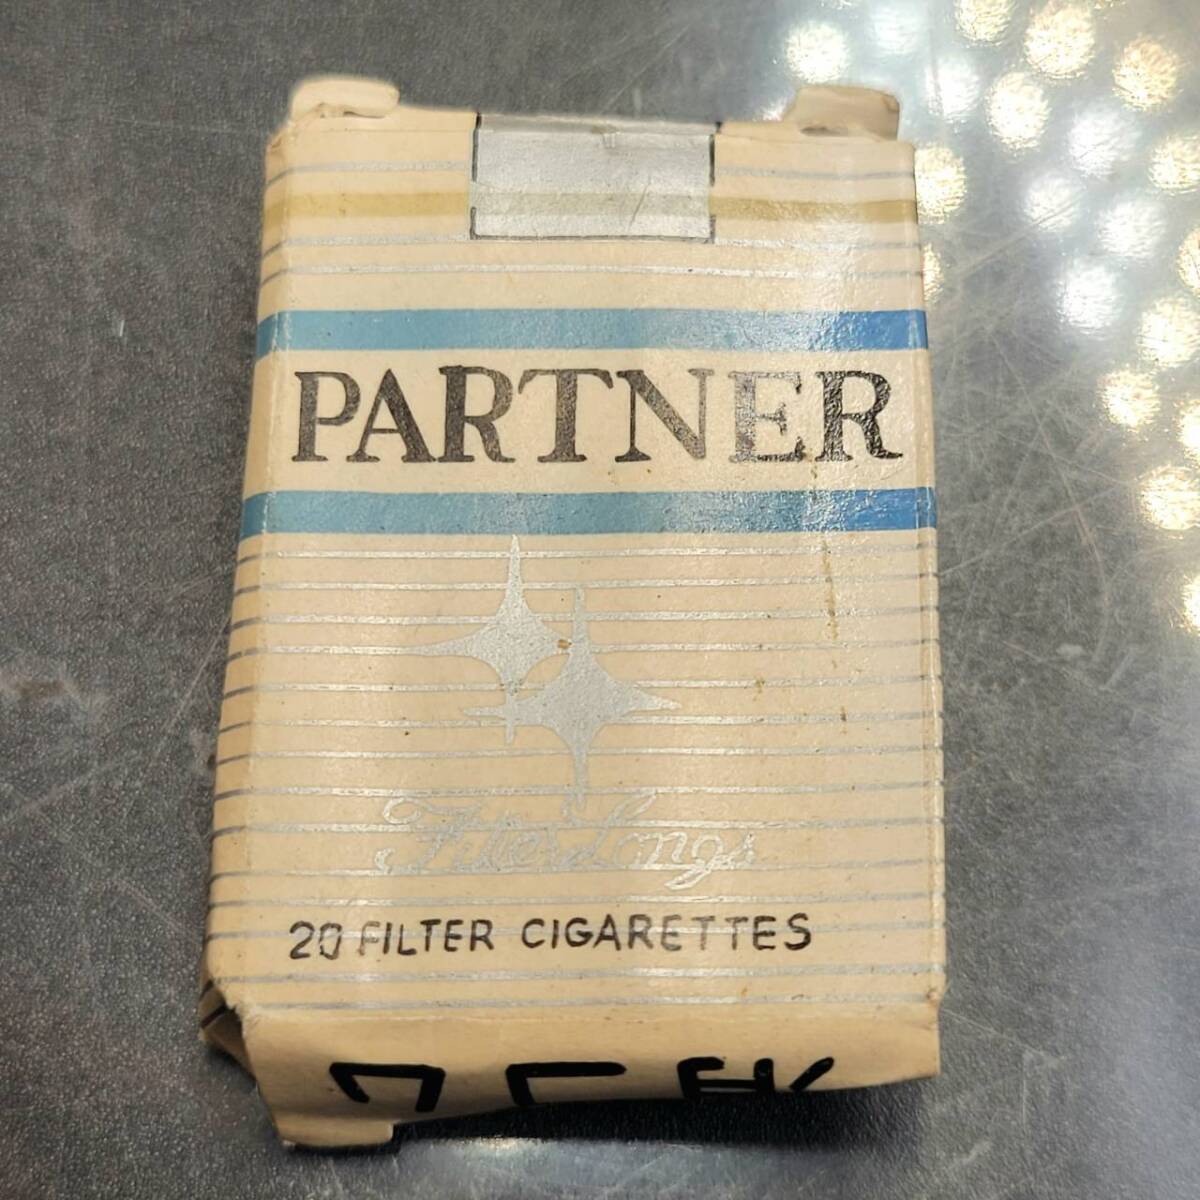 PARTNER
Filter Longs
20 FILTER CIGARETTES